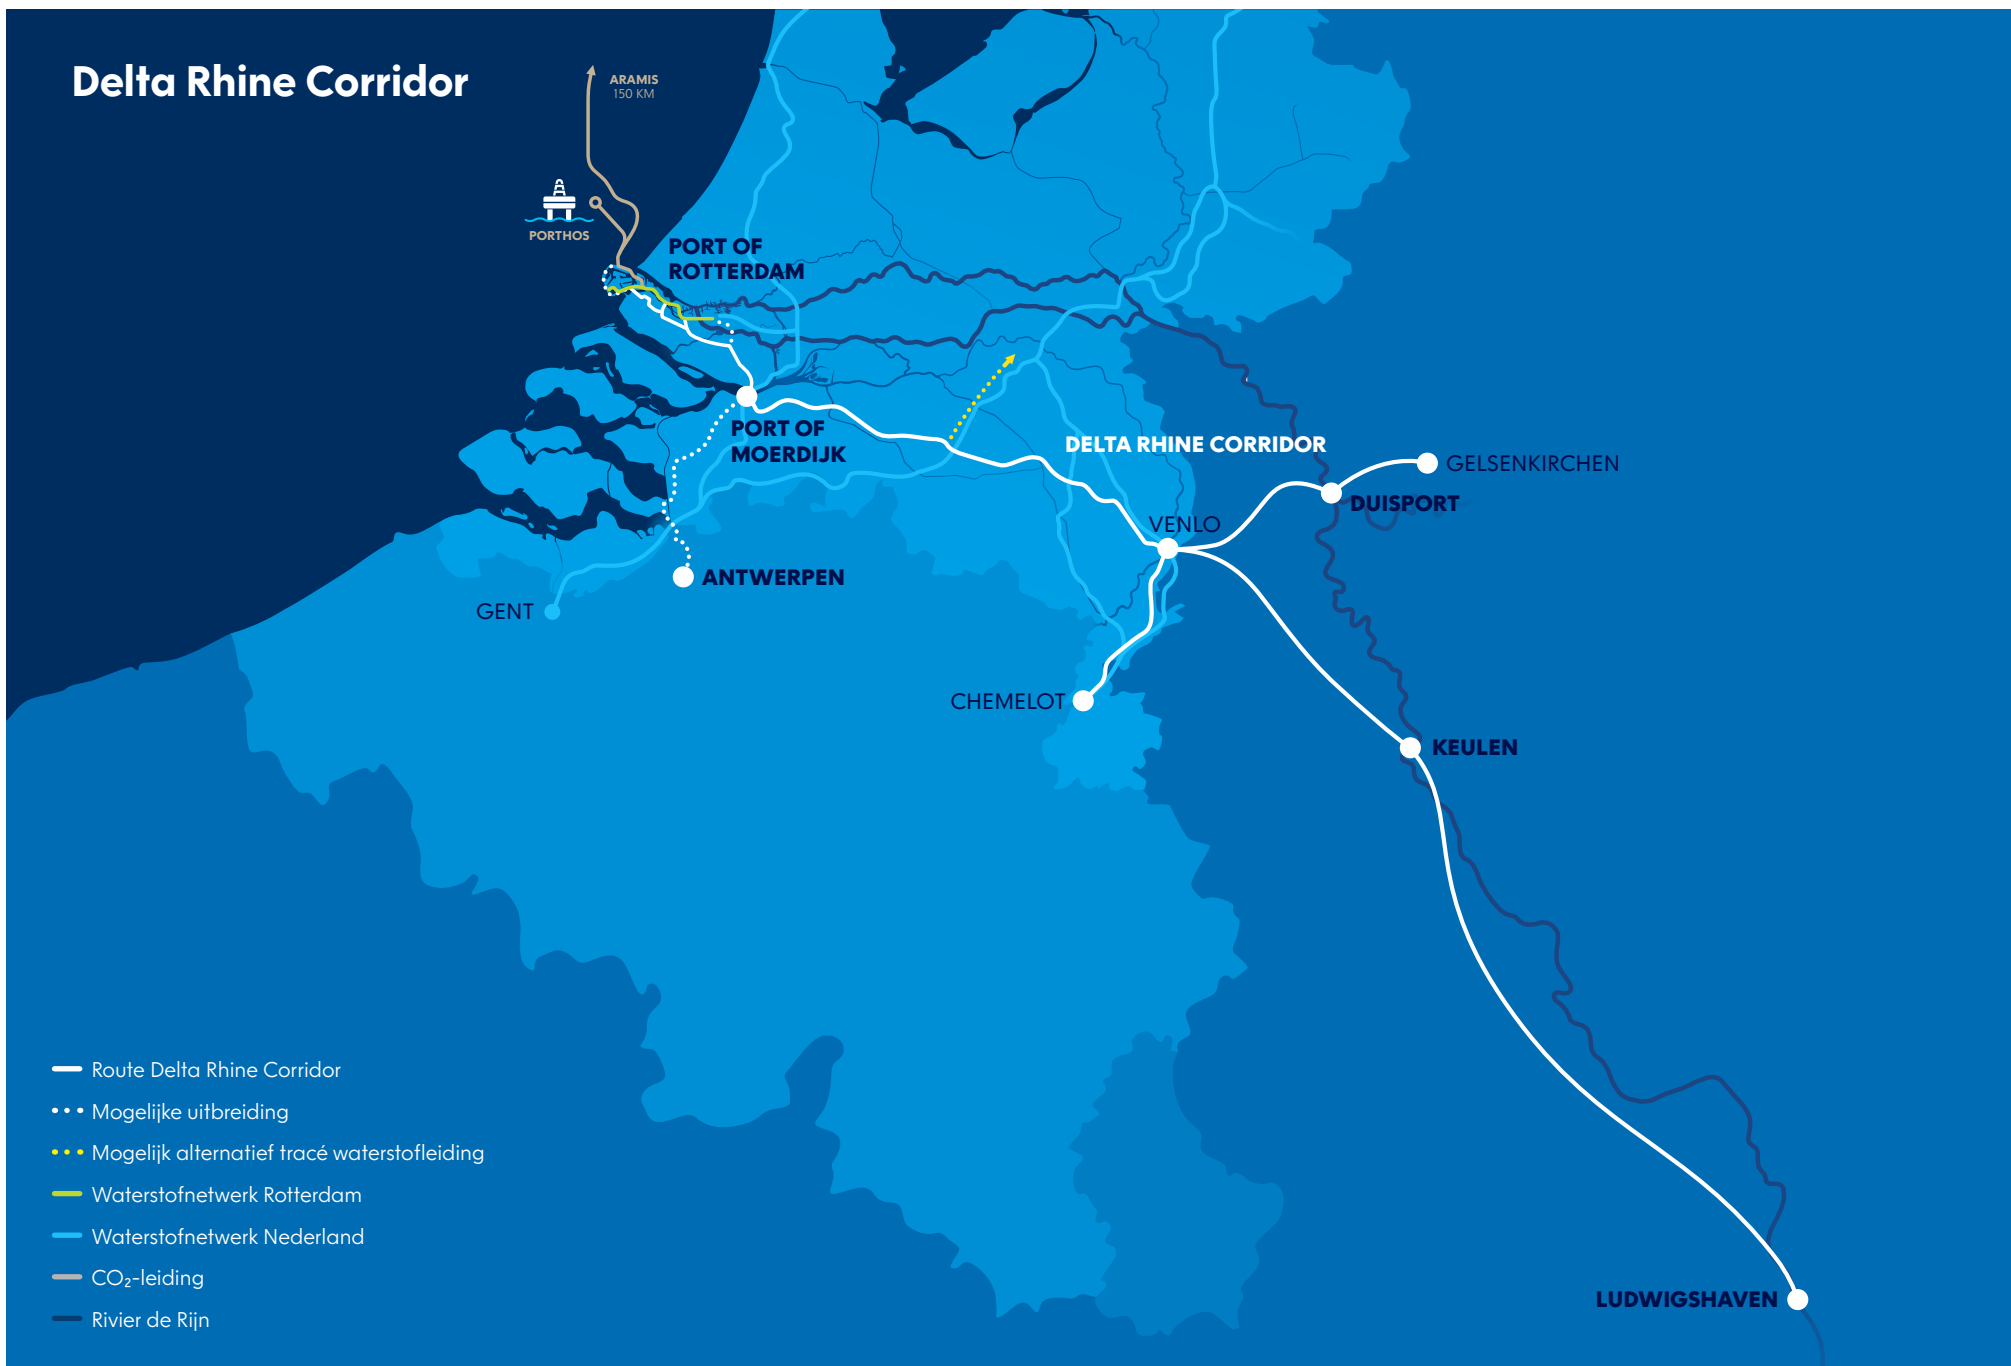 Delta Rhine Corridor
ARAMIS
150 KM
PORTHOS
PORT OF
ROTTERDAM
PORT OF
MOERDIJK
DELTA RHINE CORRIDOR
GELSENKIRCHEN
DUISPORT
VENLO
ANTWERPEN
GENT
CHEMELOT
KEULEN
LUDWIGSHAVEN
Route Delta Rhine Corridor
Mogelijke uitbreiding
Mogelijk alternatief tracé waterstofleiding
Waterstofnetwerk Rotterdam
Waterstofnetwerk Nederland
CO₂-leiding
Rivier de Rijn